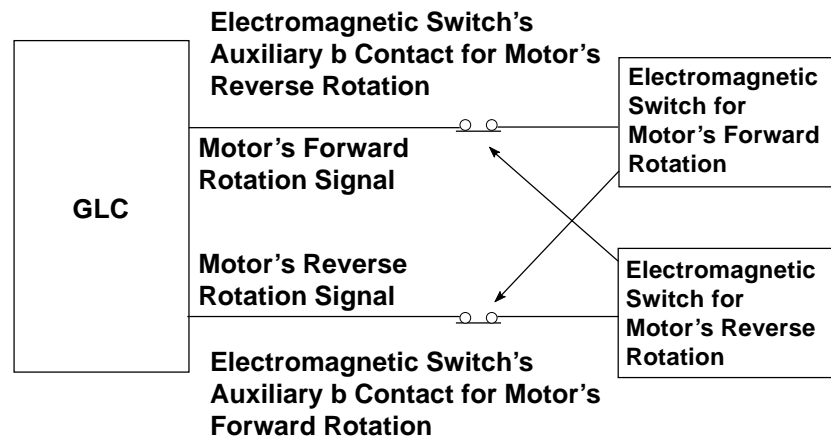 Electromagnetic Switch's
Auxiliary b Contact for Motor's
Reverse Rotation
Electromagnetic
Switch for
Motor's Forward
Rotation
Motor's Forward
Rotation Signal
GLC
Motor's Reverse
Rotation Signal
Electromagnetic
Switch for
Motor's Reverse
Rotation
Electromagnetic Switch's
Auxiliary b Contact for Motor's
Forward Rotation